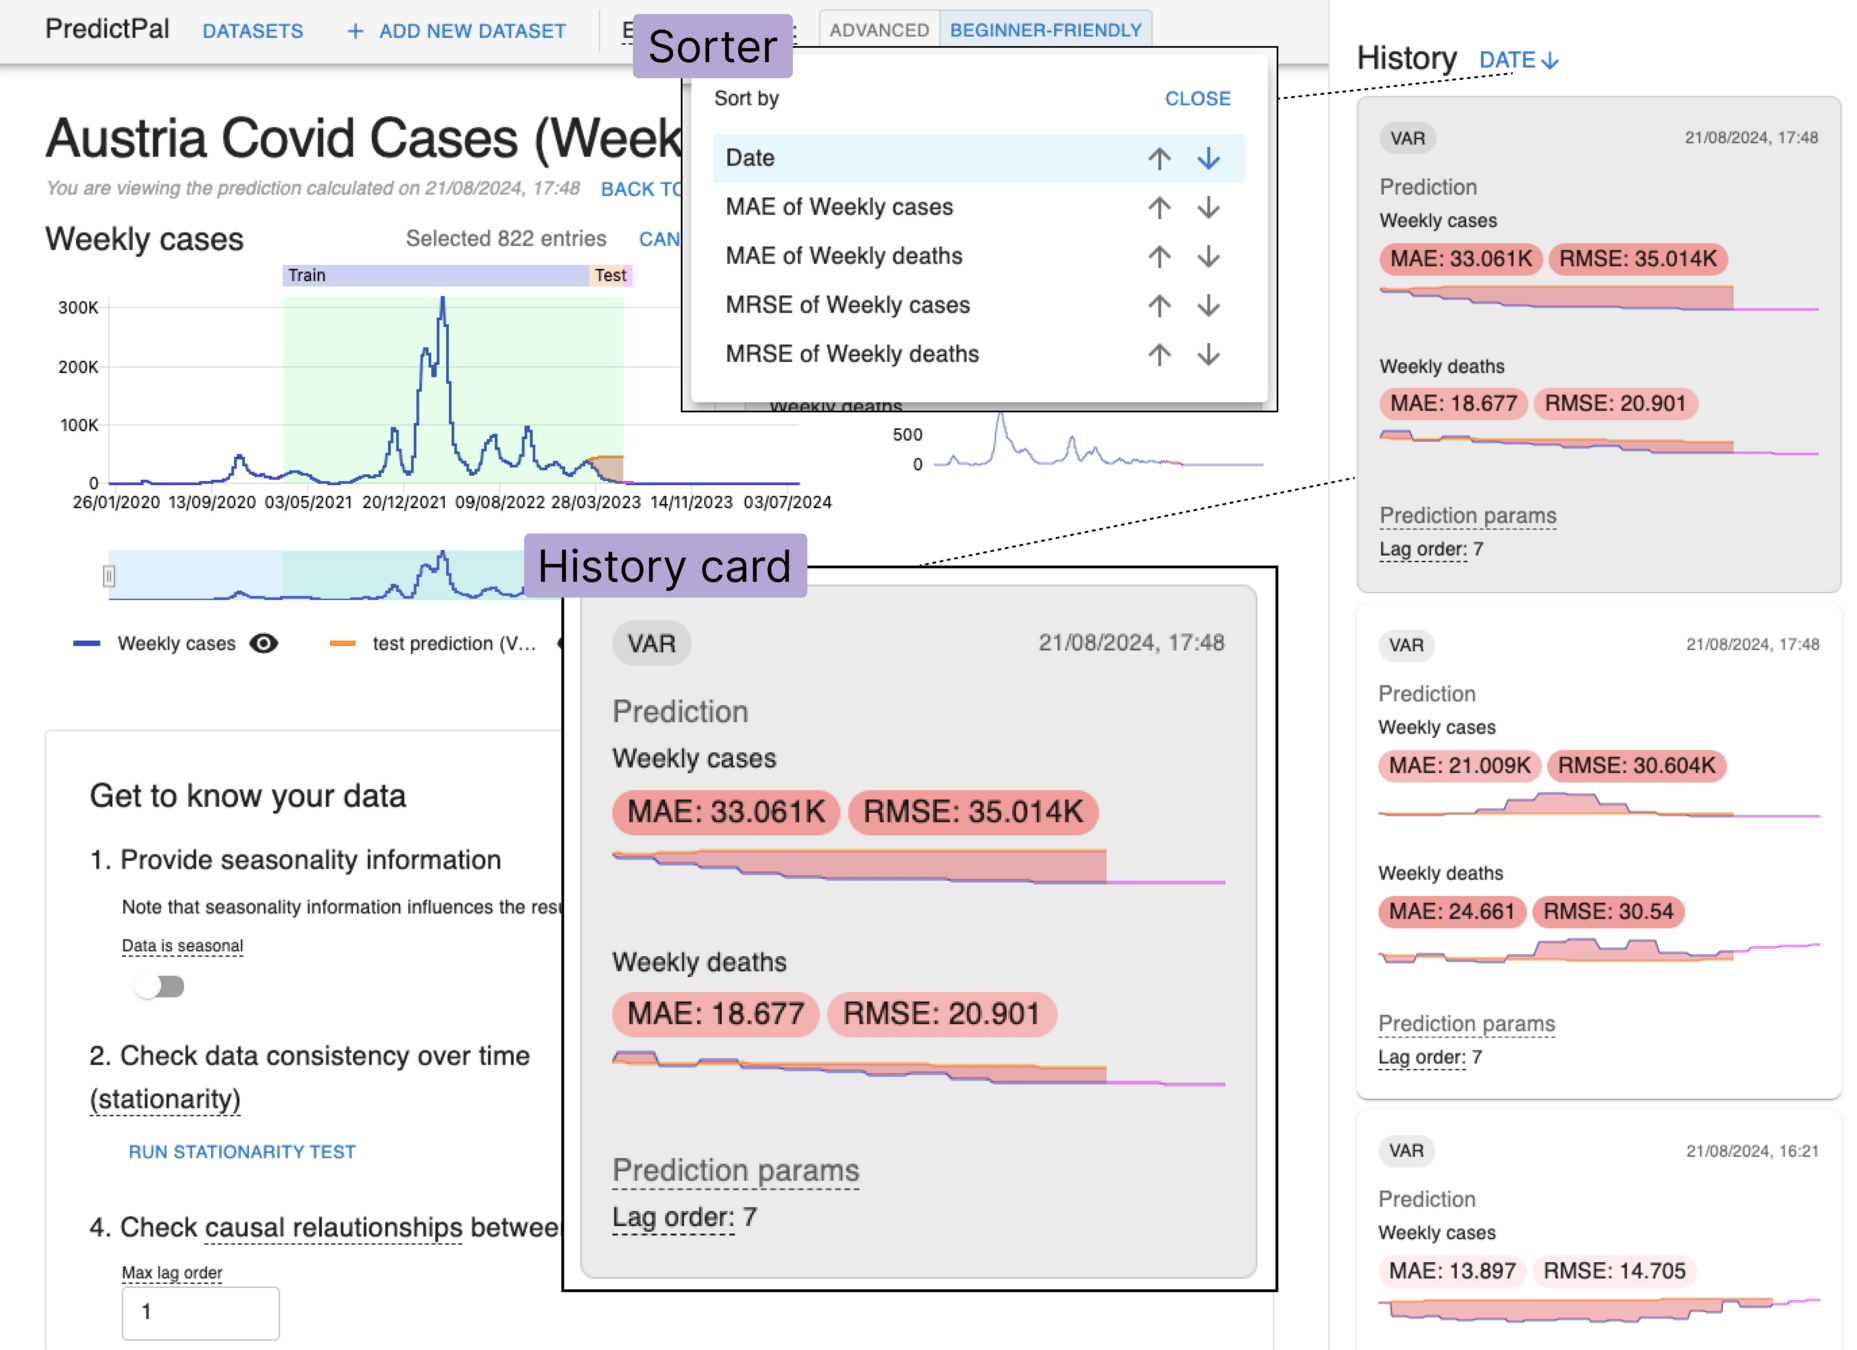 PredictPal DATASETS + ADD NEW DATASET ADVANCED BEGINNER-FRIENDLY
Sorter
Sort by CLOSE
Date
MAE of Weekly cases
MAE of Weekly deaths
MRSE of Weekly cases
MRSE of Weekly deaths
Austria Covid Cases (Week
You are viewing the prediction calculated on 21/08/2024, 17:48 BACK TO
Weekly cases Selected 822 entries CAN
Train Test
300K
200K
100K
0
26/01/2020 13/09/2020 03/05/2021 20/12/2021 09/08/2022 28/03/2023 14/11/2023 03/07/2024
Weekly deaths
500
0
Weekly cases test prediction (V...
Get to know your data
1. Provide seasonality information
Note that seasonality information influences the resu
Data is seasonal
2. Check data consistency over time
(stationarity)
RUN STATIONARITY TEST
4. Check causal relautionships betwee
Max lag order
1
History card
VAR 21/08/2024, 17:48
Prediction
Weekly cases
MAE: 33.061K RMSE: 35.014K
Weekly deaths
MAE: 18.677 RMSE: 20.901
Prediction params
Lag order: 7
History DATE
VAR 21/08/2024, 17:48
Prediction
Weekly cases
MAE: 33.061K RMSE: 35.014K
Weekly deaths
MAE: 18.677 RMSE: 20.901
Prediction params
Lag order: 7
VAR 21/08/2024, 17:48
Prediction
Weekly cases
MAE: 21.009K RMSE: 30.604K
Weekly deaths
MAE: 24.661 RMSE: 30.54
Prediction params
Lag order: 7
VAR 21/08/2024, 16:21
Prediction
Weekly cases
MAE: 13.897 RMSE: 14.705